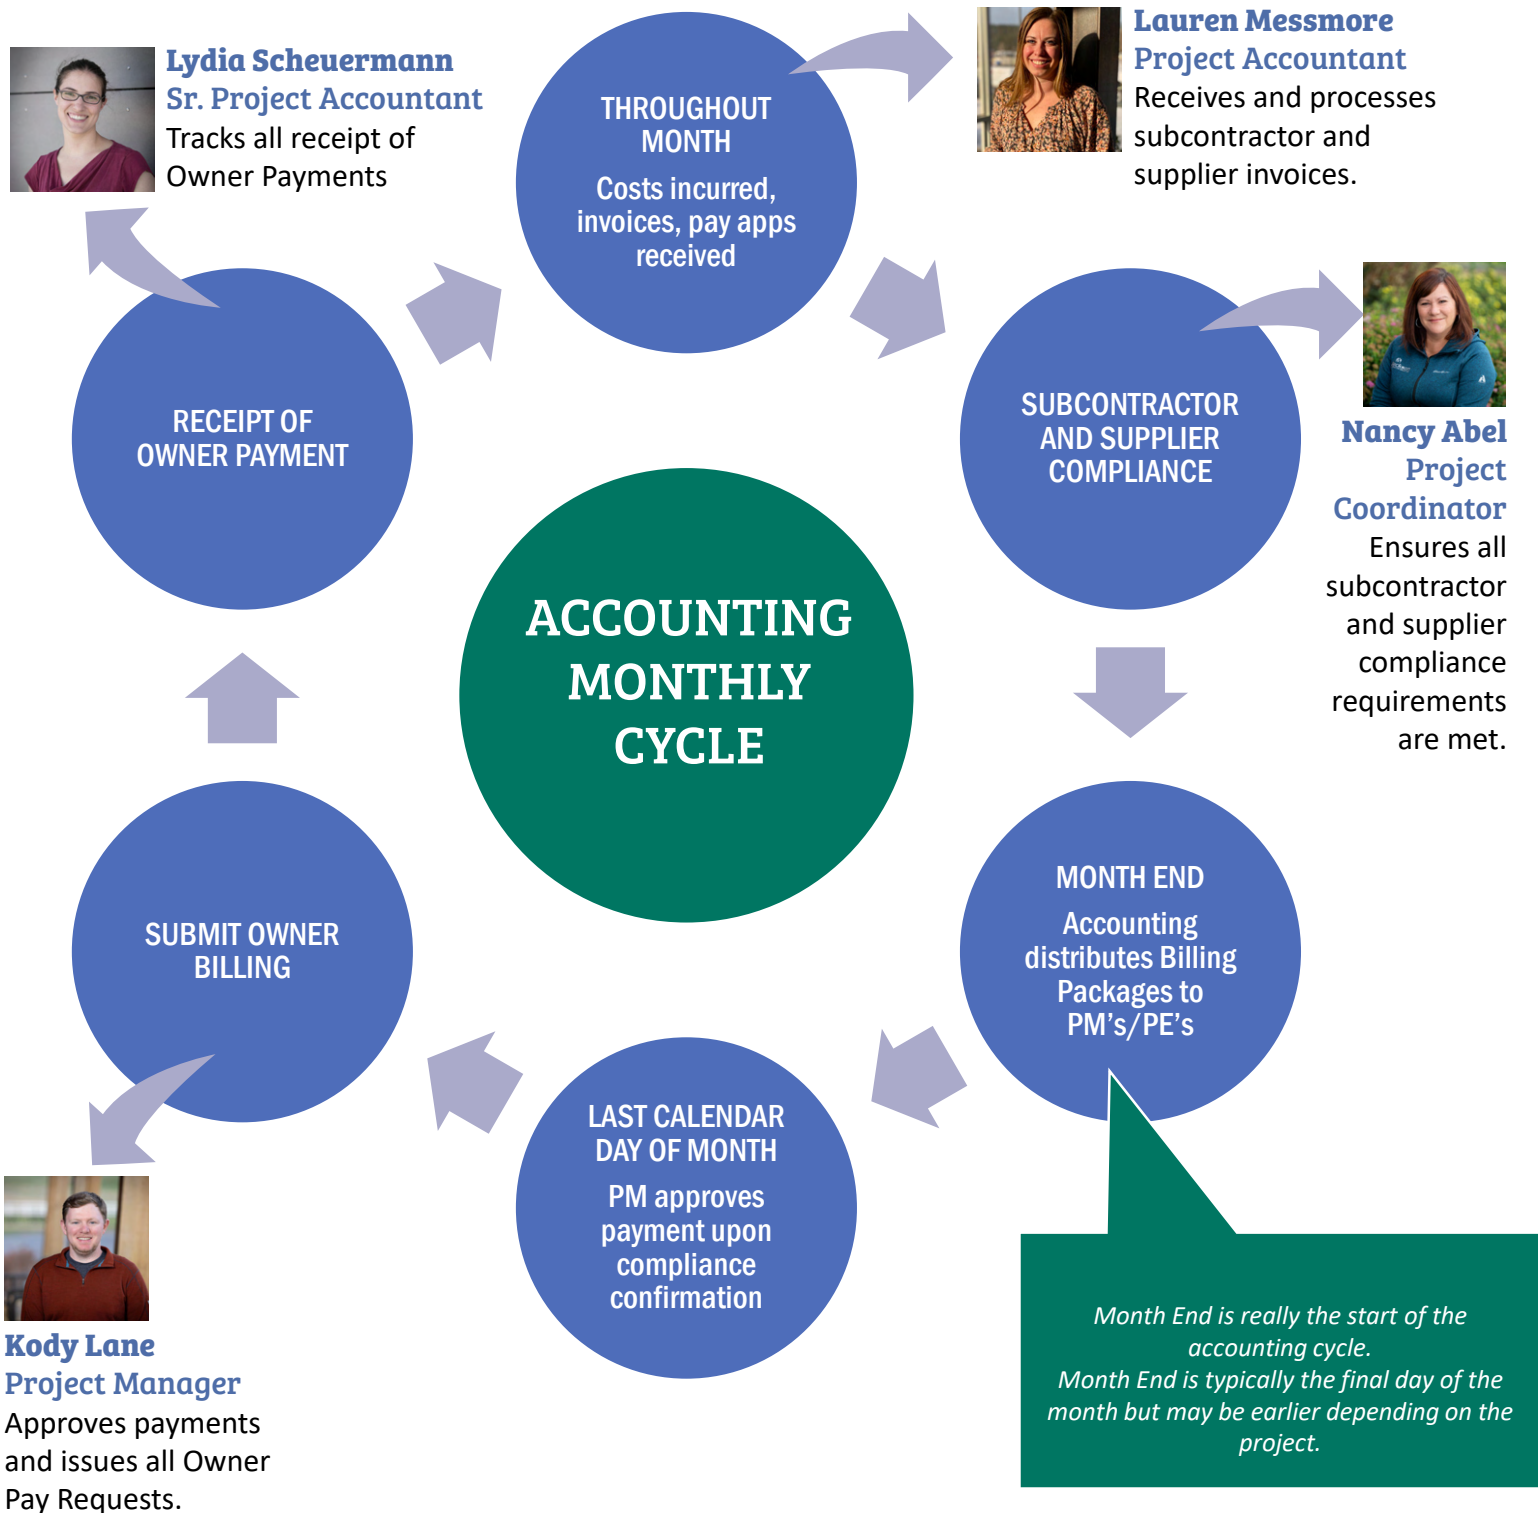 Lydia Scheuermann
Sr. Project Accountant
Tracks all receipt of
Owner Payments
THROUGHOUT
MONTH
Costs incurred,
invoices, pay apps
received
Lauren Messmore
Project Accountant
Receives and processes
subcontractor and
supplier invoices.
RECEIPT OF
OWNER PAYMENT
SUBCONTRACTOR
AND SUPPLIER
COMPLIANCE
Nancy Abel
Project
Coordinator
Ensures all
subcontractor
and supplier
compliance
requirements
are met.
ACCOUNTING
MONTHLY
CYCLE
SUBMIT OWNER
BILLING
MONTH END
Accounting
distributes Billing
Packages to
PM's/PE's
LAST CALENDAR
DAY OF MONTH
PM approves
payment upon
compliance
confirmation
Kody Lane
Project Manager
Approves payments
and issues all Owner
Pay Requests.
Month End is really the start of the
accounting cycle.
Month End is typically the final day of the
month but may be earlier depending on the
project.